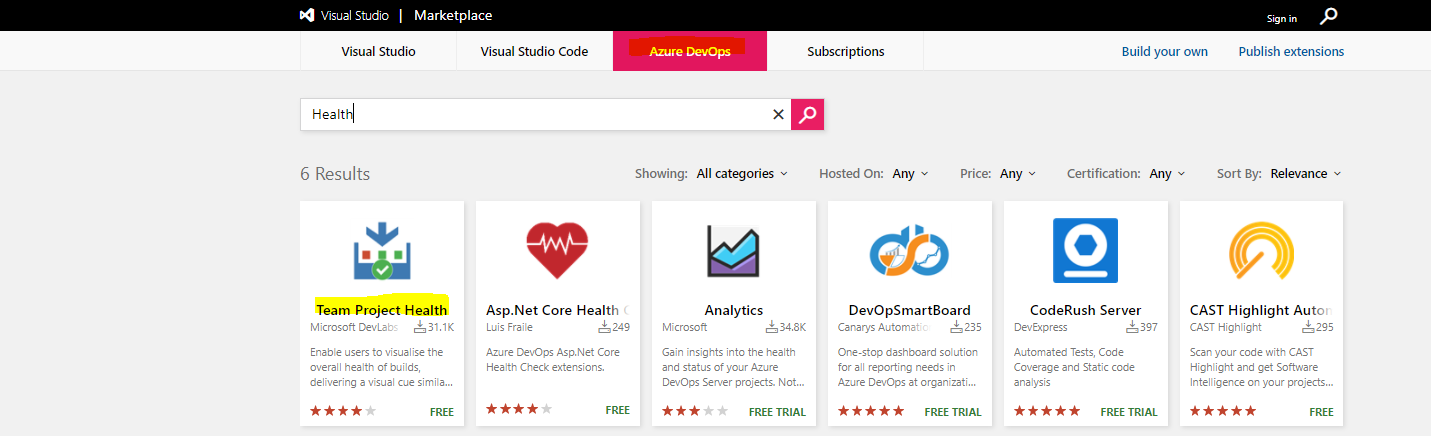 Visual Studio | Marketplace
Sign in
Visual Studio
Visual Studio Code
Azure DevOps
Subscriptions
Build your own
Publish extensions
Health
6 Results
Showing: All categories
Hosted On: Any
Price: Any
Certification: Any
Sort By: Relevance
Team Project Health
Microsoft DevLabs
31.1K
Enable users to visualise the
overall health of builds,
delivering a visual cue simila...
FREE
Asp.Net Core Health C
Luis Fraile
249
Azure DevOps Asp.Net Core
Health Check extensions.
FREE
Analytics
Microsoft
34.8K
Gain insights into the health
and status of your Azure
DevOps Server projects. Not...
FREE TRIAL
DevOpSmartBoard
Canarys Automatio
235
One-stop dashboard solution
for all reporting needs in
Azure DevOps at organizati...
FREE TRIAL
CodeRush Server
DevExpress
397
Automated Tests, Code
Coverage and Static code
analysis
FREE TRIAL
CAST Highlight Autom
CAST Highlight
295
Scan your code with CAST
Highlight and get Software
Intelligence on your projects...
FREE